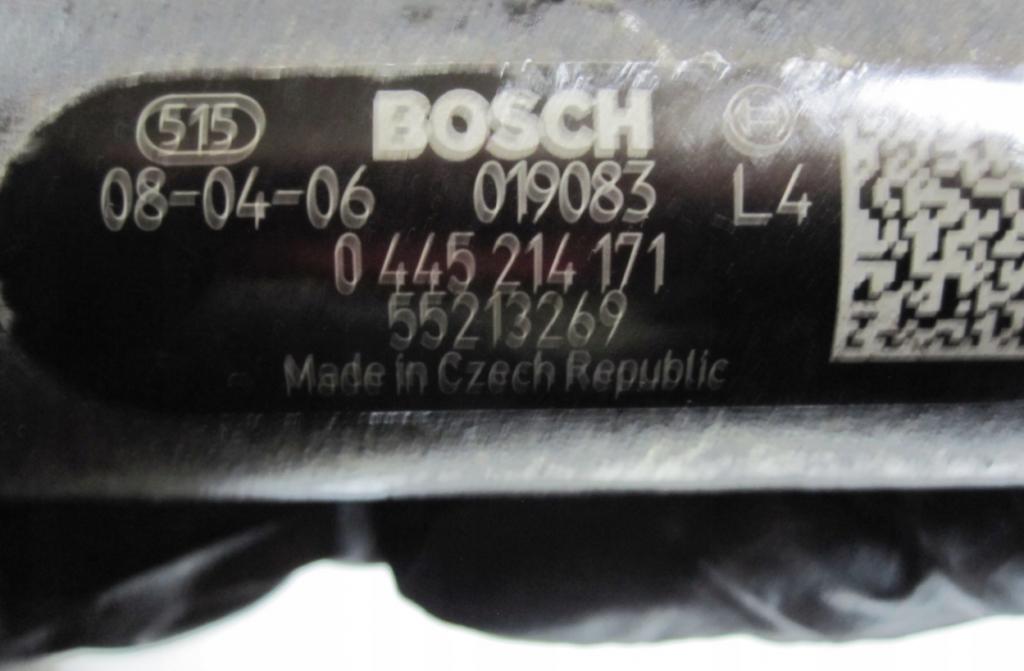 515 BOSCH
08-04-06 019083 L4
0 445 214 171
55213269
Made in Czech Republic